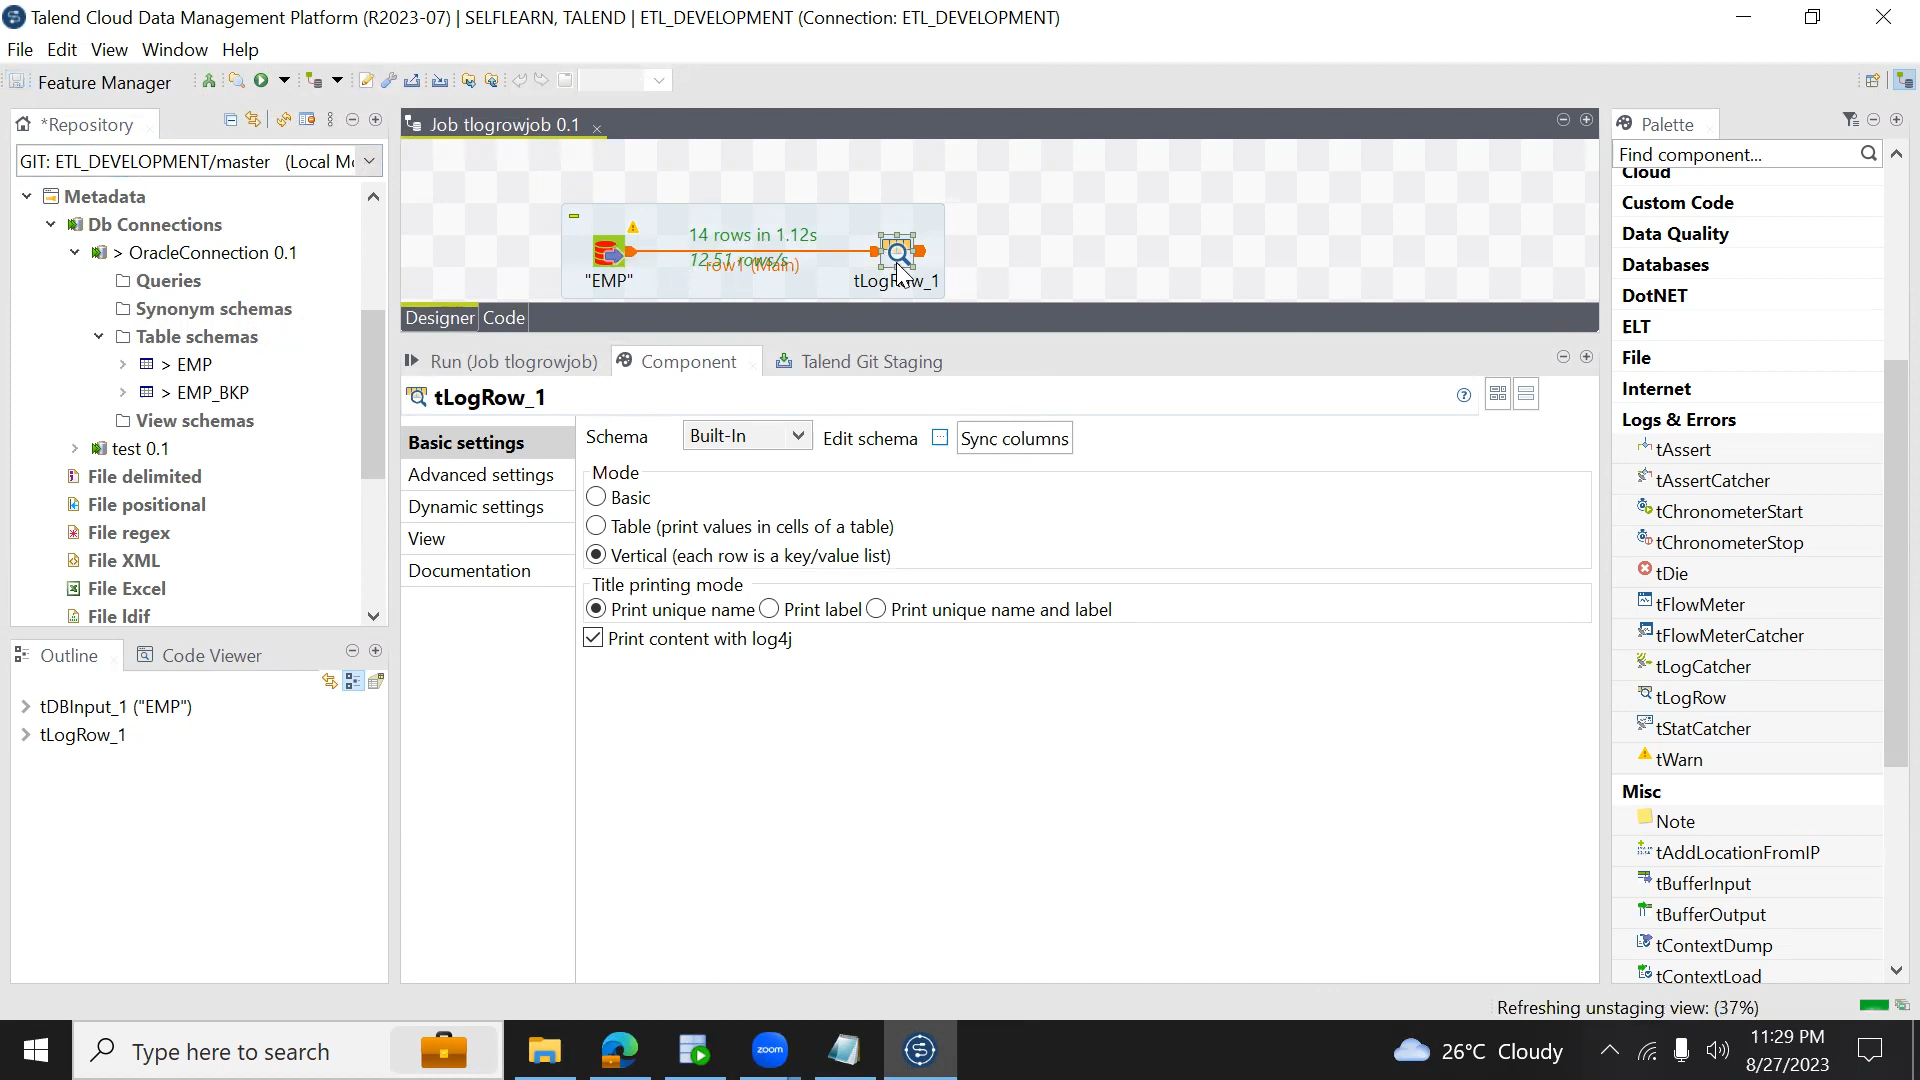 Talend Cloud Data Management Platform (R2023-07) | SELFLEARN, TALEND | ETL_DEVELOPMENT (Connection: ETL_DEVELOPMENT)
File Edit View Window Help
Feature Manager
*Repository
GIT: ETL_DEVELOPMENT/master (Local Mo
Metadata
Db Connections
> OracleConnection 0.1
Queries
Synonym schemas
Table schemas
> EMP
> EMP_BKP
View schemas
test 0.1
File delimited
File positional
File regex
File XML
File Excel
File ldif
Outline
Code Viewer
tDBInput_1 ("EMP")
tLogRow_1
Job tlogrowjob 0.1
14 rows in 1.12s
12.51 rows/s
row1 (Main)
"EMP"
tLogRow_1
Designer Code
Run (Job tlogrowjob) Component Talend Git Staging
tLogRow_1
Basic settings
Advanced settings
Dynamic settings
View
Documentation
Schema Built-In Edit schema Sync columns
Mode
Basic
Table (print values in cells of a table)
Vertical (each row is a key/value list)
Title printing mode
Print unique name Print label Print unique name and label
Print content with log4j
Palette
Find component...
Cloud
Custom Code
Data Quality
Databases
DotNET
ELT
File
Internet
Logs & Errors
tAssert
tAssertCatcher
tChronometerStart
tChronometerStop
tDie
tFlowMeter
tFlowMeterCatcher
tLogCatcher
tLogRow
tStatCatcher
tWarn
Misc
Note
tAddLocationFromIP
tBufferInput
tBufferOutput
tContextDump
tContextLoad
Refreshing unstaging view: (37%)
Type here to search
zoom
26°C Cloudy
11:29 PM
8/27/2023